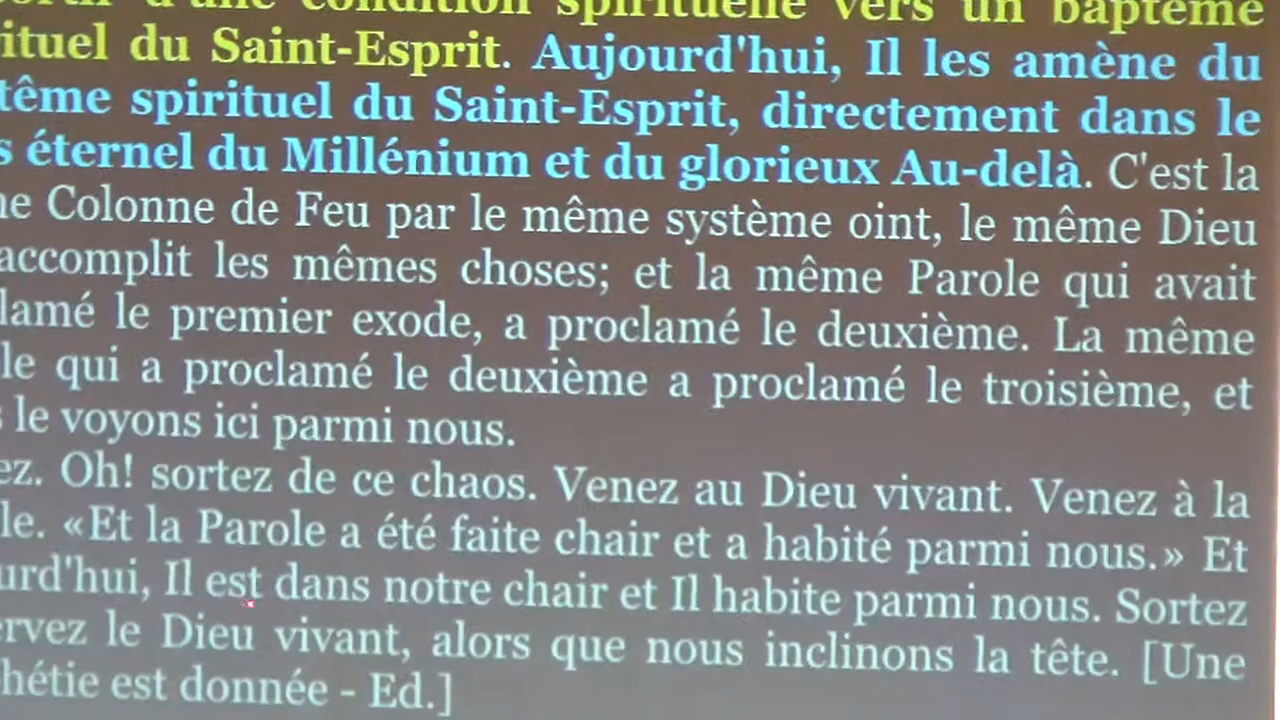 d'une condition spirituelle vers un baptême
ituel du Saint-Esprit. Aujourd'hui, Il les amène du
tême spirituel du Saint-Esprit, directement dans le
s éternel du Millénium et du glorieux Au-delà. C'est la
ne Colonne de Feu par le même système oint, le même Dieu
accomplit les mêmes choses; et la même Parole qui avait
lamé le premier exode, a proclamé le deuxième. La même
le qui a proclamé le deuxième a proclamé le troisième, et
s le voyons ici parmi nous.
ez. Oh! sortez de ce chaos. Venez au Dieu vivant. Venez à la
le. «Et la Parole a été faite chair et a habité parmi nous.» Et
urd'hui, Il est dans notre chair et Il habite parmi nous. Sortez
ervez le Dieu vivant, alors que nous inclinons la tête. [Une
hétie est donnée - Ed.]